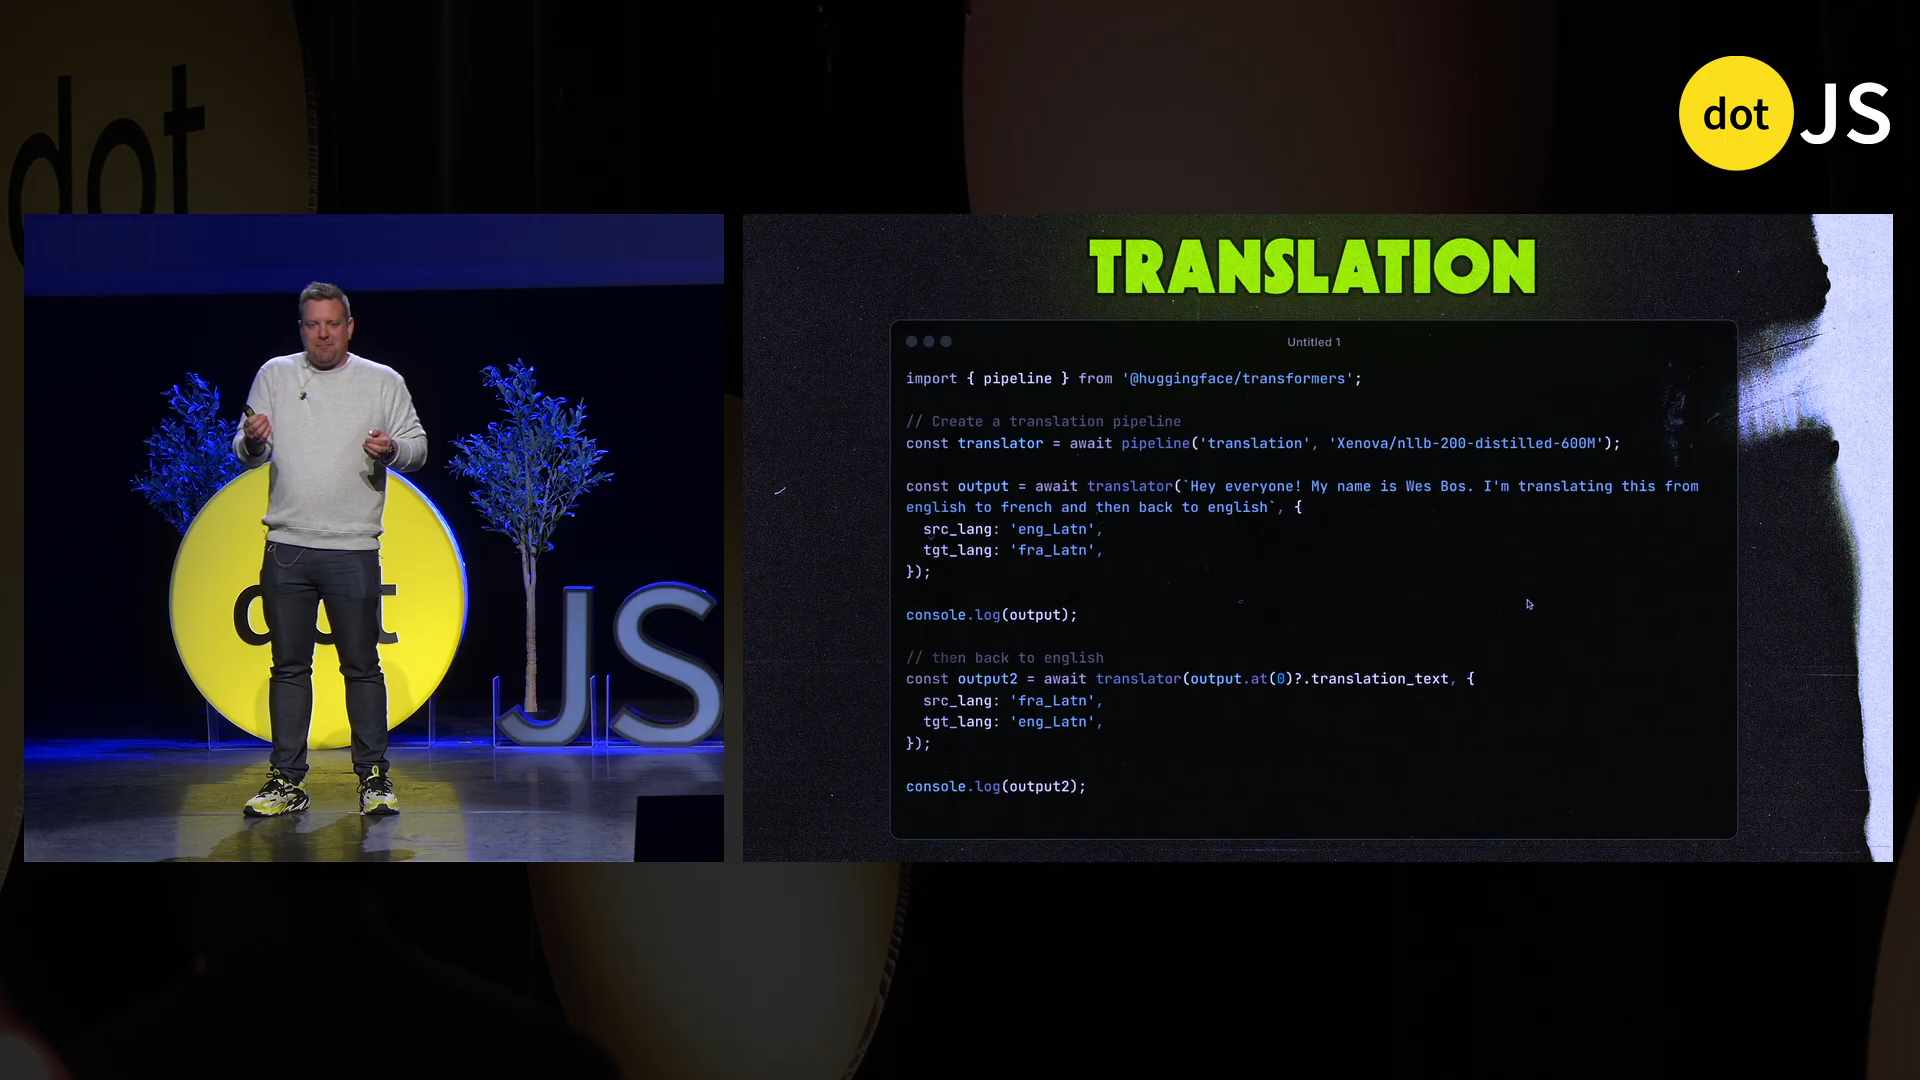 dot
dot JS
TRANSLATION
Untitled 1
import { pipeline } from '@huggingface/transformers';
// Create a translation pipeline
const translator = await pipeline('translation', 'Xenova/nllb-200-distilled-600M');
const output = await translator(`Hey everyone! My name is Wes Bos. I'm translating this from
english to french and then back to english`, {
src_lang: 'eng_Latn',
tgt_lang: 'fra_Latn',
});
console.log(output);
// then back to english
const output2 = await translator(output.at(0)?.translation_text, {
src_lang: 'fra_Latn',
tgt_lang: 'eng_Latn',
});
console.log(output2);
dot
JS